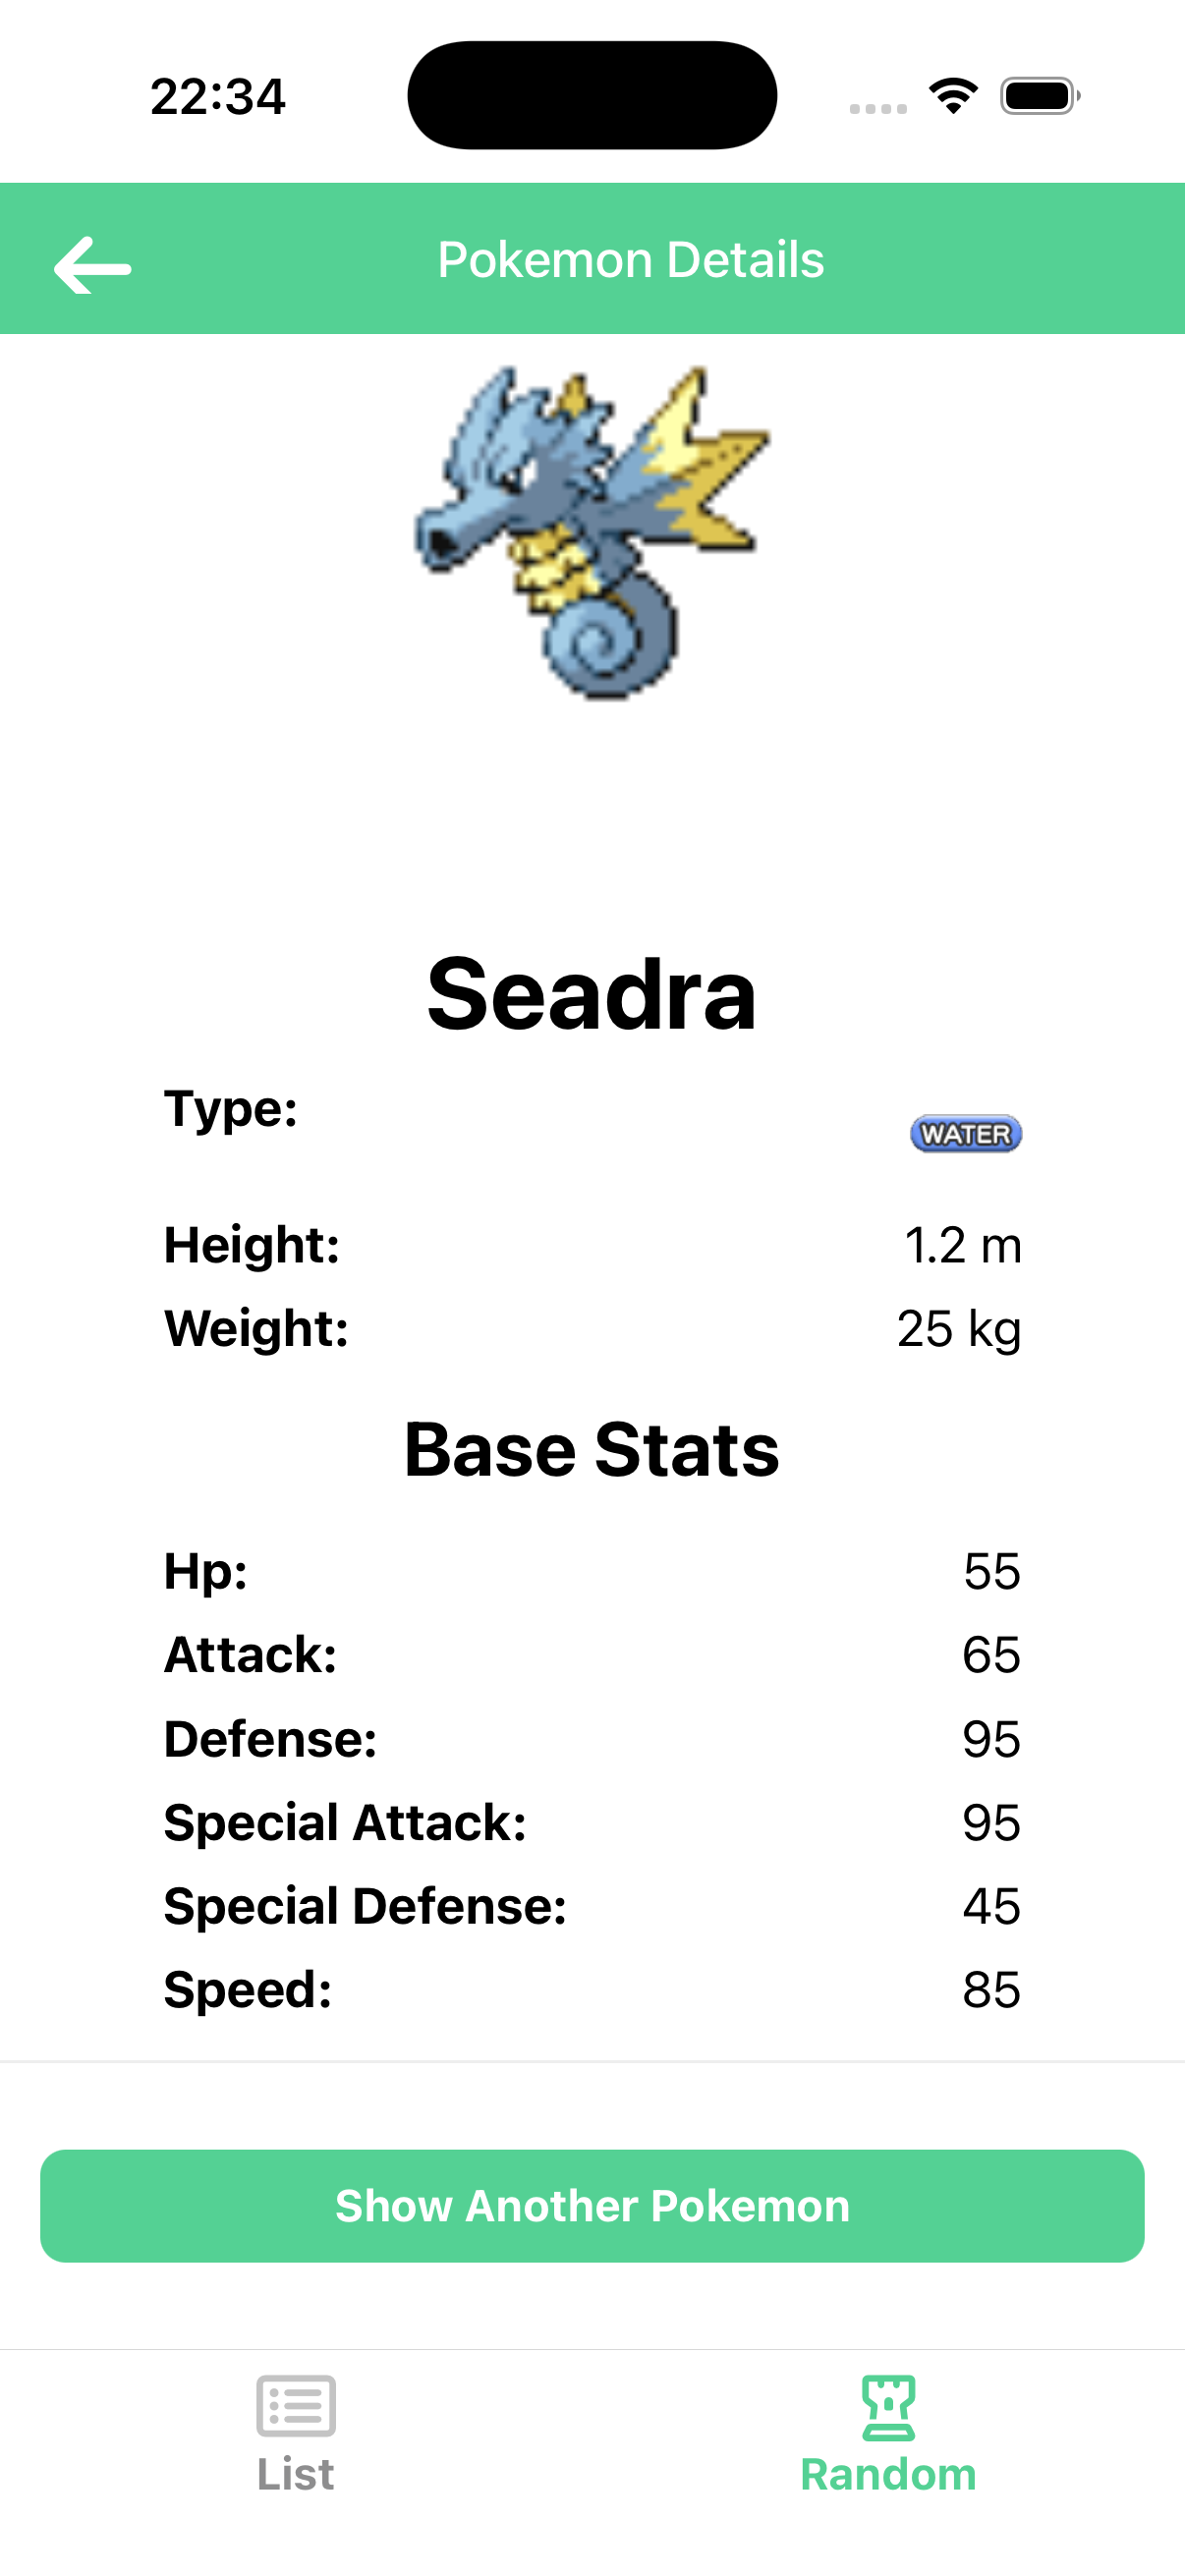 22:34
Pokemon Details
Seadra
Type: WATER
Height: 1.2 m
Weight: 25 kg
Base Stats
Hp: 55
Attack: 65
Defense: 95
Special Attack: 95
Special Defense: 45
Speed: 85
Show Another Pokemon
List Random